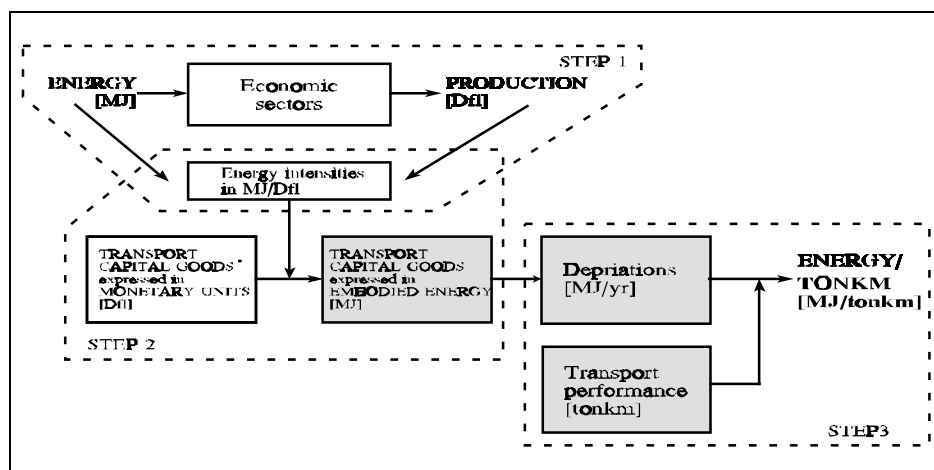 STEP 1
ENERGY
[MJ]
Economic
sectors
PRODUCTION
[Dfl]
Energy intensities
in MJ/Dfl
TRANSPORT
CAPITAL GOODS"
expressed in
MONETARY UNITS
[Dfl]
TRANSPORT
CAPITAL GOODS
expressed in
EMBODIED ENERGY
[MJ]
STEP 2
Depriations
[MJ/yr]
ENERGY/
TONKM
[MJ/tonkm]
Transport
performance
[tonkm]
STEP3